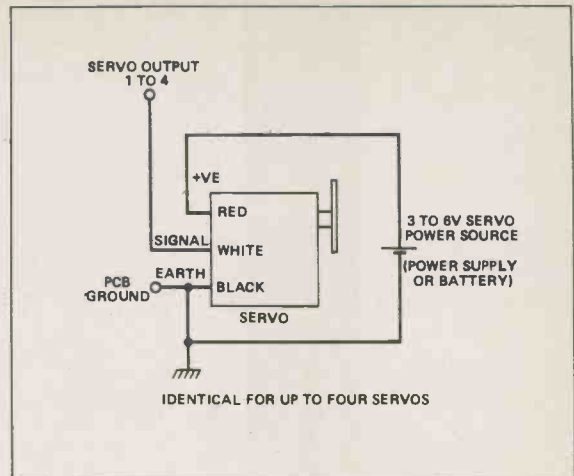 SERVO OUTPUT
1 TO 4
+VE
RED
SIGNAL
WHITE
EARTH
BLACK
PCB
GROUND
SERVO
3 TO 6V SERVO
POWER SOURCE
(POWER SUPPLY
OR BATTERY)
IDENTICAL FOR UP TO FOUR SERVOS